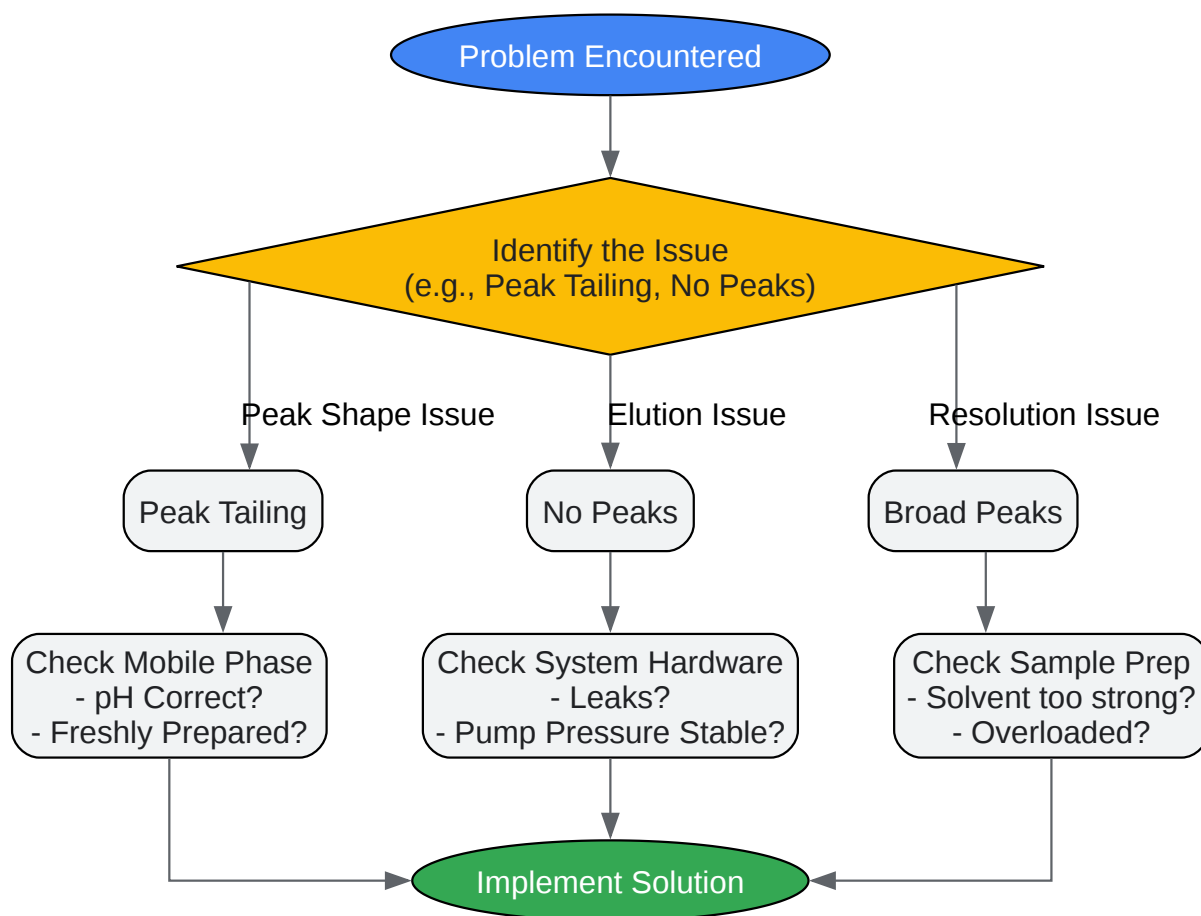 Problem Encountered
Identify the Issue
(e.g., Peak Tailing, No Peaks)
Peak Shape Issue
Elution Issue
Resolution Issue
Peak Tailing
No Peaks
Broad Peaks
Check Mobile Phase
- pH Correct?
- Freshly Prepared?
Check System Hardware
- Leaks?
- Pump Pressure Stable?
Check Sample Prep
- Solvent too strong?
- Overloaded?
Implement Solution